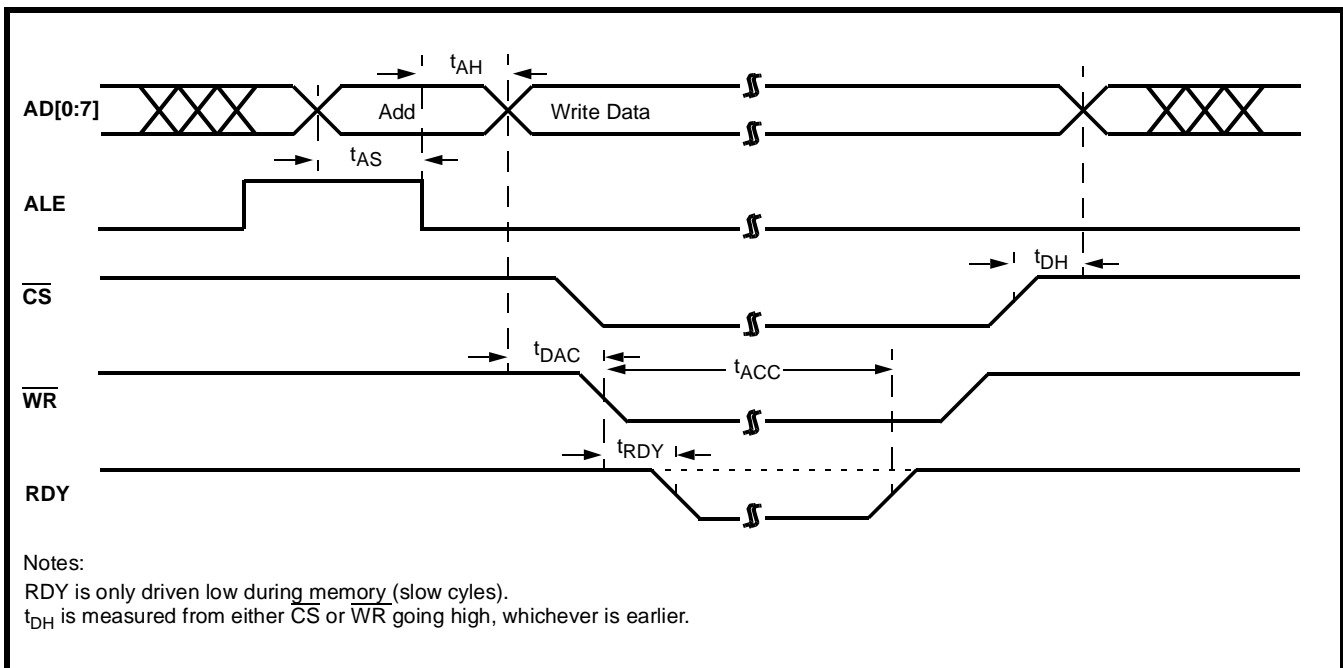 tAH
AD[0:7]
Add
Write Data
tAS
ALE
tDH
CS
tDAC
tACC
WR
tRDY
RDY
Notes:
RDY is only driven low during memory (slow cyles).
tDH is measured from either CS or WR going high, whichever is earlier.